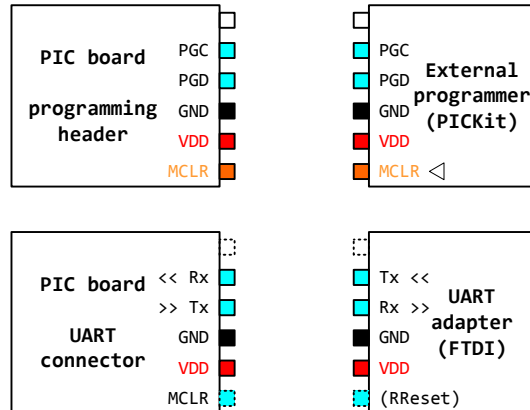 PIC board
programming
header
PGC
PGD
GND
VDD
MCLR
PGC
PGD
GND
VDD
MCLR
External
programmer
(PICKit)
PIC board
UART
connector
<< Rx
>> Tx
GND
VDD
MCLR
Tx <<
Rx >>
GND
VDD
(RReset)
UART
adapter
(FTDI)